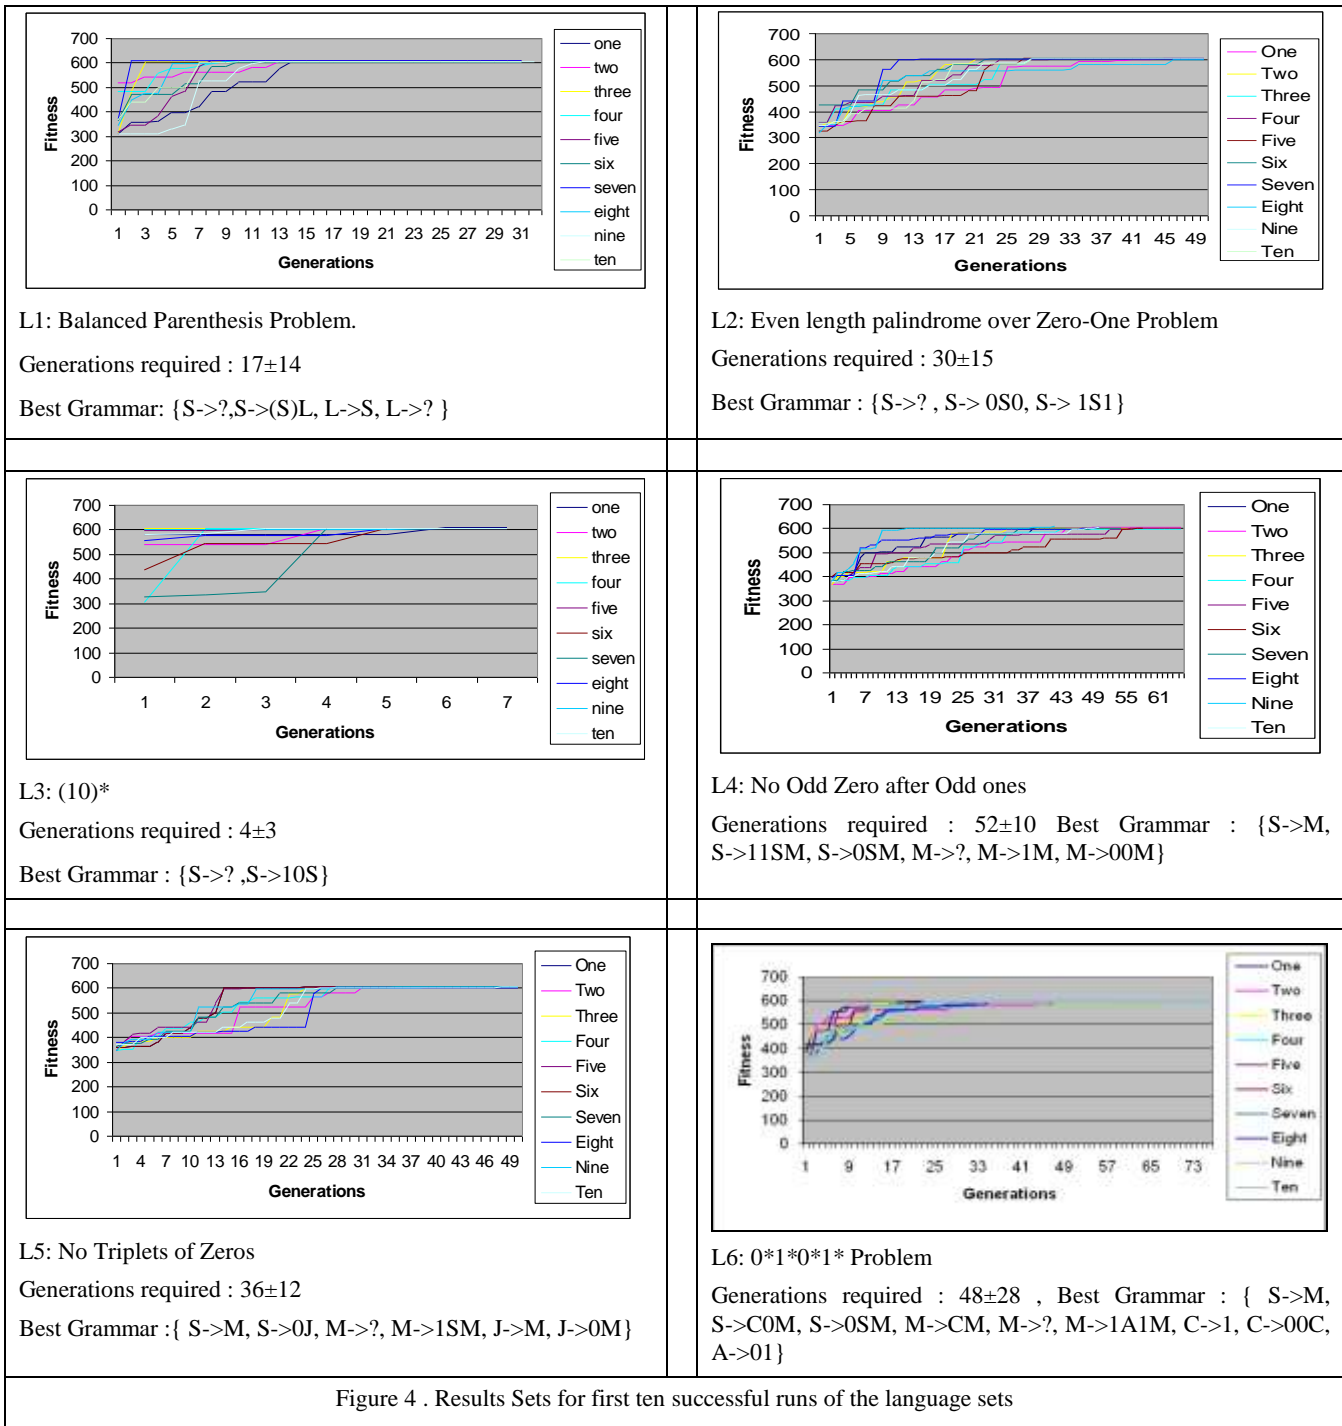 700
600
500
400
300
200
100
0
Fitness
1 3 5 7 9 11 13 15 17 19 21 23 25 27 29 31
Generations
one
two
three
four
five
six
seven
eight
nine
ten
L1: Balanced Parenthesis Problem.
Generations required : 17±14
Best Grammar: {S->?,S->(S)L, L->S, L->? }
700
600
500
400
300
200
100
0
Fitness
1 5 9 13 17 21 25 29 33 37 41 45 49
Generations
One
Two
Three
Four
Five
Six
Seven
Eight
Nine
Ten
L2: Even length palindrome over Zero-One Problem
Generations required : 30±15
Best Grammar : {S->? , S-> 0S0, S-> 1S1}
700
600
500
400
300
200
100
0
Fitness
1 2 3 4 5 6 7
Generations
one
two
three
four
five
six
seven
eight
nine
ten
L3: (10)*
Generations required : 4±3
Best Grammar : {S->? ,S->10S}
700
600
500
400
300
200
100
0
Fitness
1 7 13 19 25 31 37 43 49 55 61
Generations
One
Two
Three
Four
Five
Six
Seven
Eight
Nine
Ten
L4: No Odd Zero after Odd ones
Generations required : 52±10 Best Grammar : {S->M,
S->11SM, S->0SM, M->?, M->1M, M->00M}
700
600
500
400
300
200
100
0
Fitness
1 4 7 10 13 16 19 22 25 28 31 34 37 40 43 46 49
Generations
One
Two
Three
Four
Five
Six
Seven
Eight
Nine
Ten
L5: No Triplets of Zeros
Generations required : 36±12
Best Grammar :{ S->M, S->0J, M->?, M->1SM, J->M, J->0M}
700
600
500
400
300
200
100
0
Fitness
1 9 17 25 33 41 49 57 65 73
Generations
One
Two
Three
Four
Five
Six
Seven
Eight
Nine
Ten
L6: 0*1*0*1* Problem
Generations required : 48±28 , Best Grammar : { S->M,
S->C0M, S->0SM, M->CM, M->?, M->1A1M, C->1, C->00C,
A->01}
Figure 4 . Results Sets for first ten successful runs of the language sets